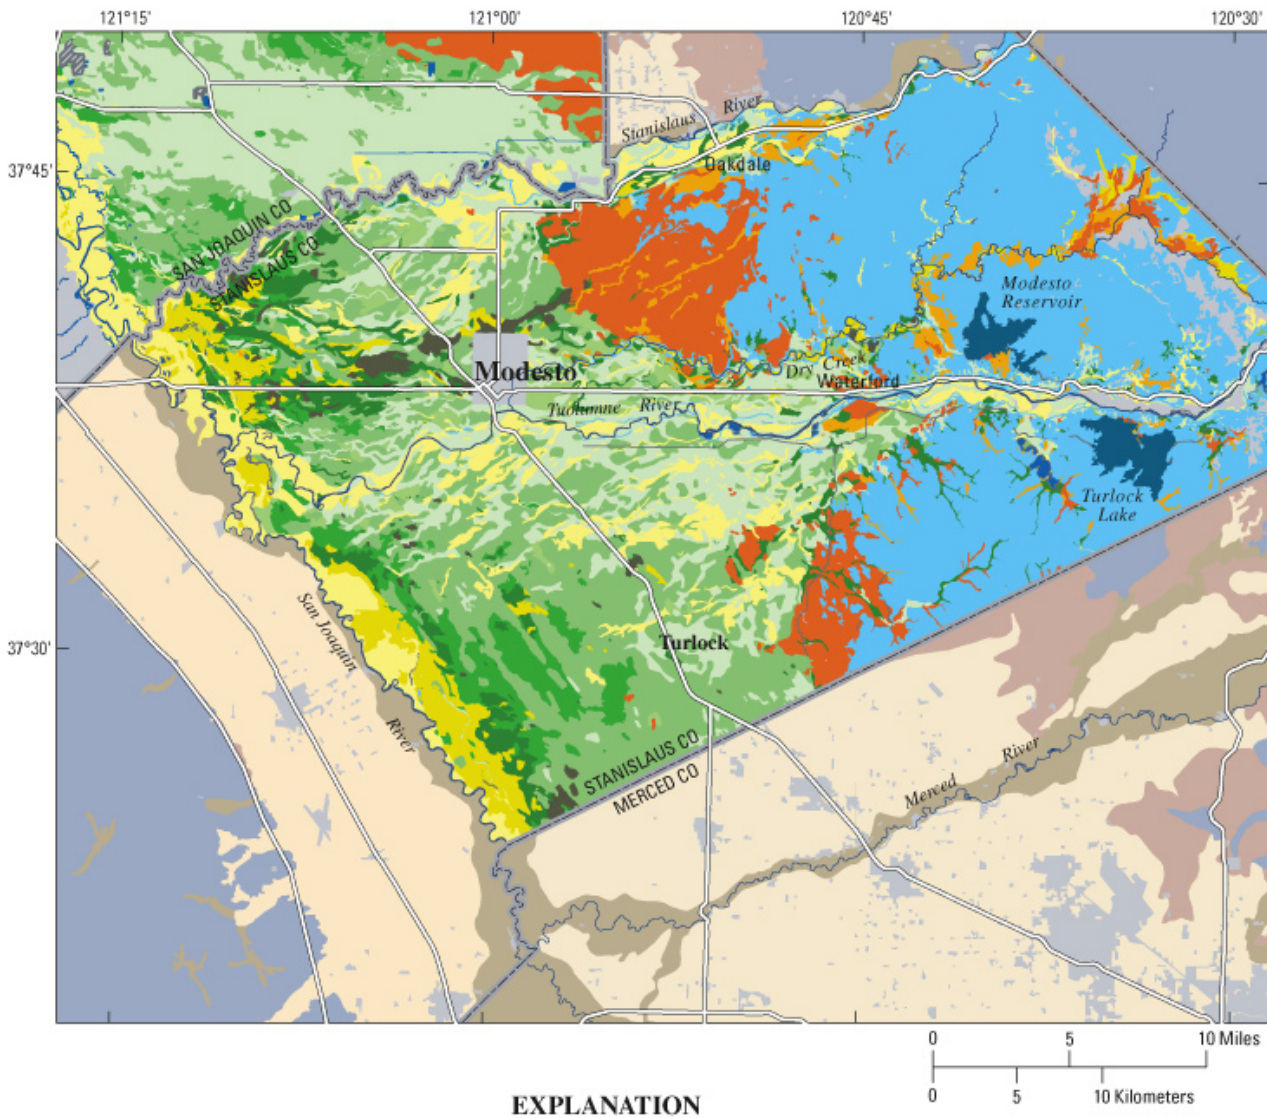 121°15'
121°00'
120°45'
120°30'
37°45'
37°30'
Stanislaus River
Oakdale
SAN JOAQUIN CO
STANISLAUS CO
Modesto
Reservoir
Modesto
Dry Creek
Waterford
Tuolumne River
Turlock
Lake
San Joaquin River
Turlock
STANISLAUS CO
MERCED CO
Merced River
0 5 10 Miles
0 5 10 Kilometers
EXPLANATION